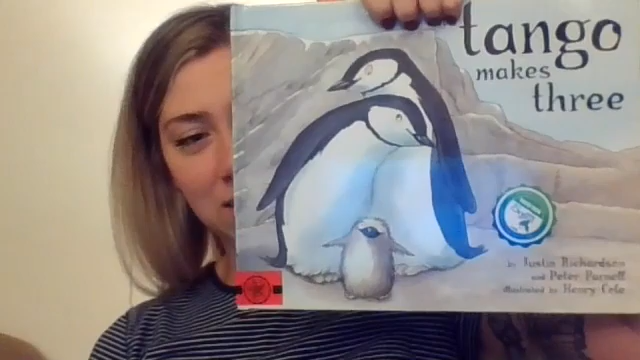 tango
makes
three
by Justin Richardson
and Peter Parnell
illustrated by Henry Cole